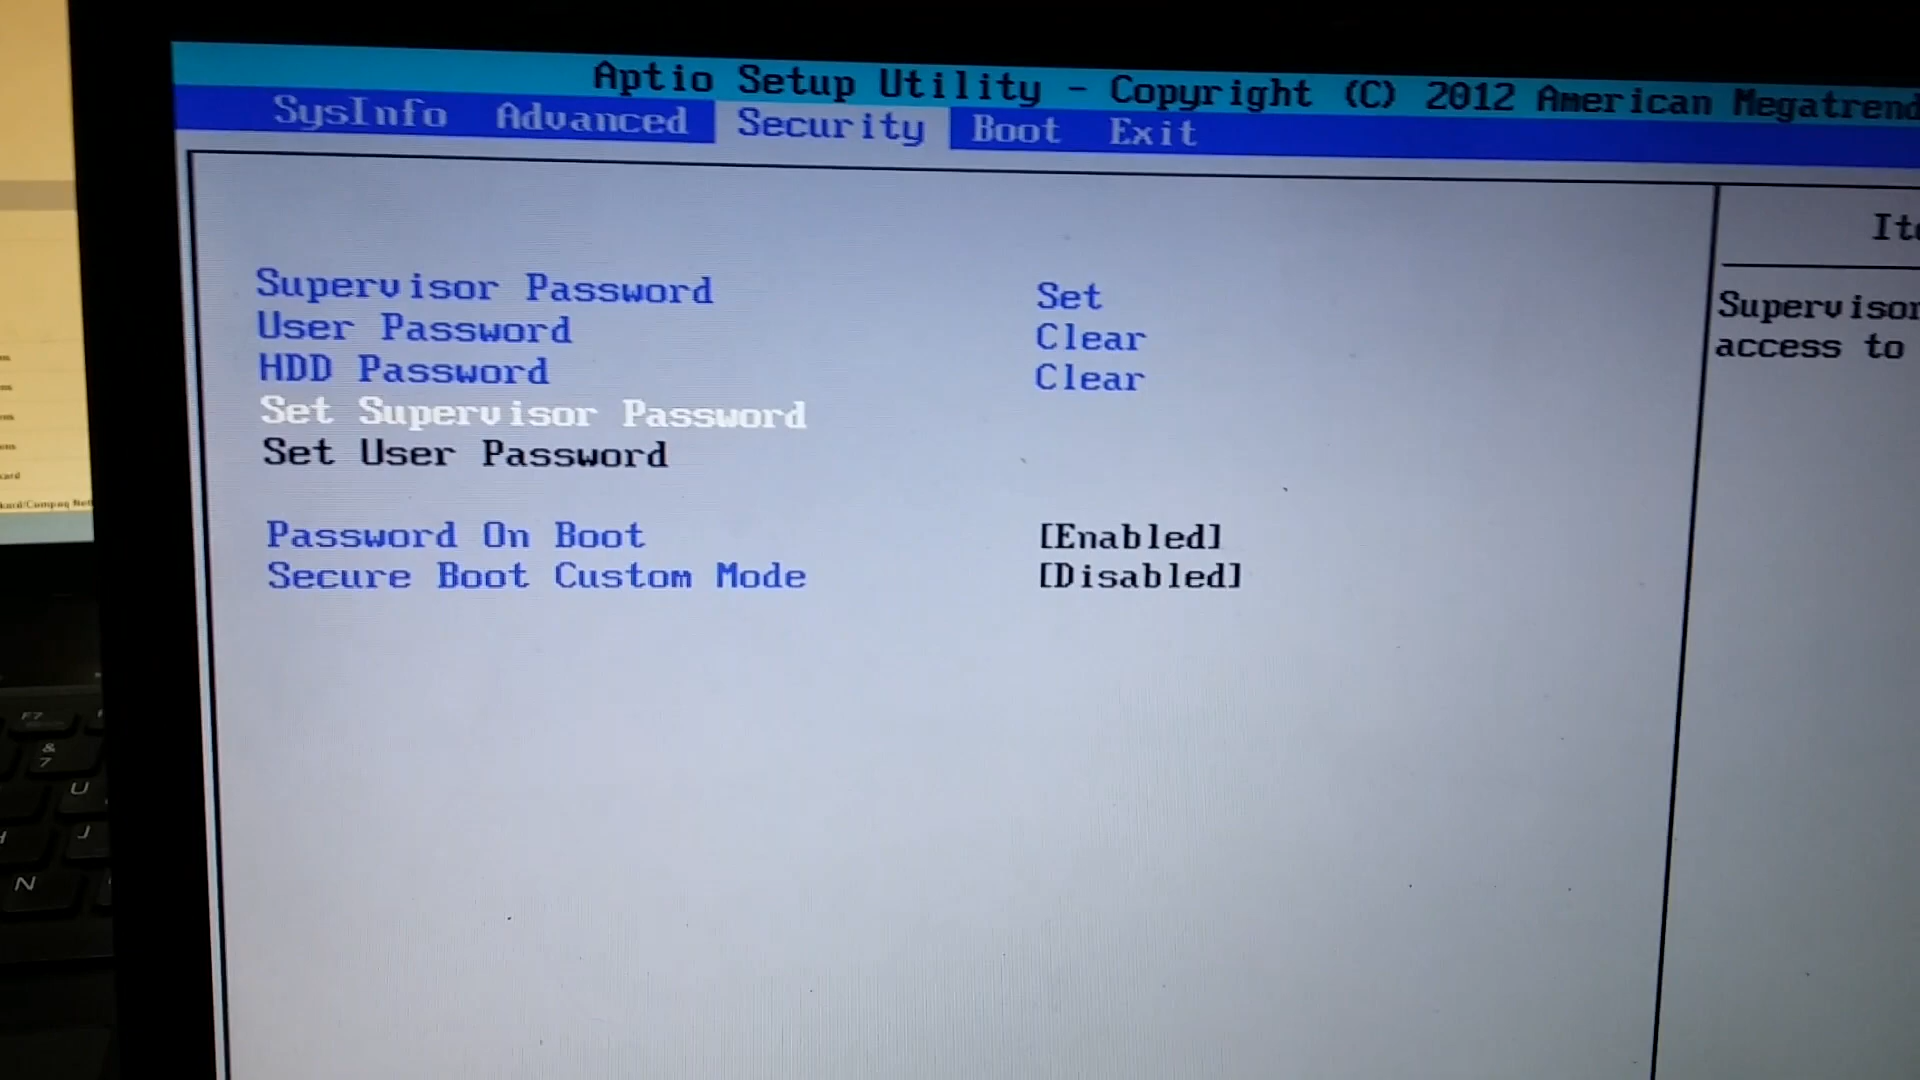 Aptio Setup Utility - Copyright (C) 2012 American Megatrend
SysInfo Advanced Security Boot Exit
Supervisor Password Set
User Password Clear
HDD Password Clear
Set Supervisor Password
Set User Password
Password On Boot [Enabled]
Secure Boot Custom Mode [Disabled]
Supervisor
access to
F7
&
7
U
J
N